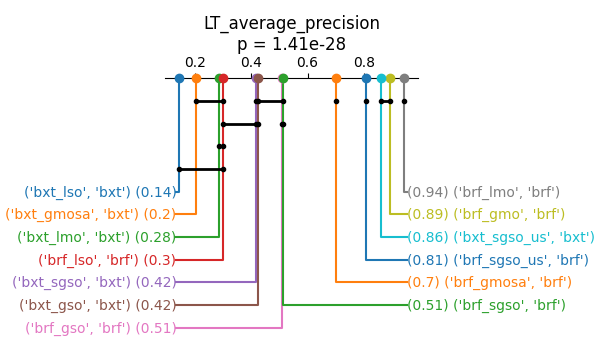 LT_average_precision
p = 1.41e-28
0.2 0.4 0.6 0.8
('bxt_lso', 'bxt') (0.14)
('bxt_gmosa', 'bxt') (0.2)
('bxt_lmo', 'bxt') (0.28)
('brf_lso', 'brf') (0.3)
('bxt_sgso', 'bxt') (0.42)
('bxt_gso', 'bxt') (0.42)
('brf_gso', 'brf') (0.51)
(0.94) ('brf_lmo', 'brf')
(0.89) ('brf_gmo', 'brf')
(0.86) ('bxt_sgso_us', 'bxt')
(0.81) ('brf_sgso_us', 'brf')
(0.7) ('brf_gmosa', 'brf')
(0.51) ('brf_sgso', 'brf')